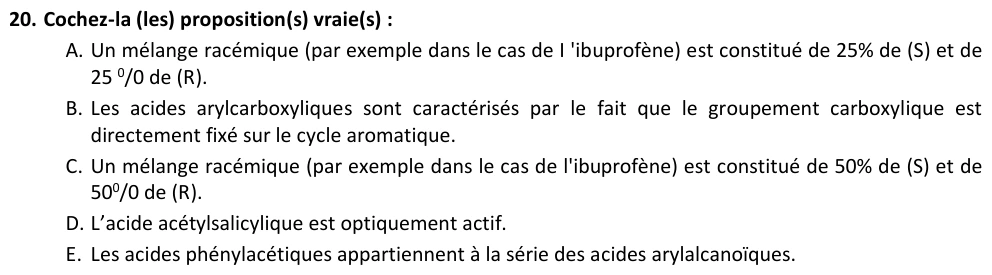 20. Cochez-la (les) proposition(s) vraie(s) :
A. Un mélange racémique (par exemple dans le cas de l 'ibuprofène) est constitué de 25% de (S) et de
25 ⁰/0 de (R).
B. Les acides arylcarboxyliques sont caractérisés par le fait que le groupement carboxylique est
directement fixé sur le cycle aromatique.
C. Un mélange racémique (par exemple dans le cas de l'ibuprofène) est constitué de 50% de (S) et de
50⁰/0 de (R).
D. L’acide acétylsalicylique est optiquement actif.
E. Les acides phénylacétiques appartiennent à la série des acides arylalcanoïques.